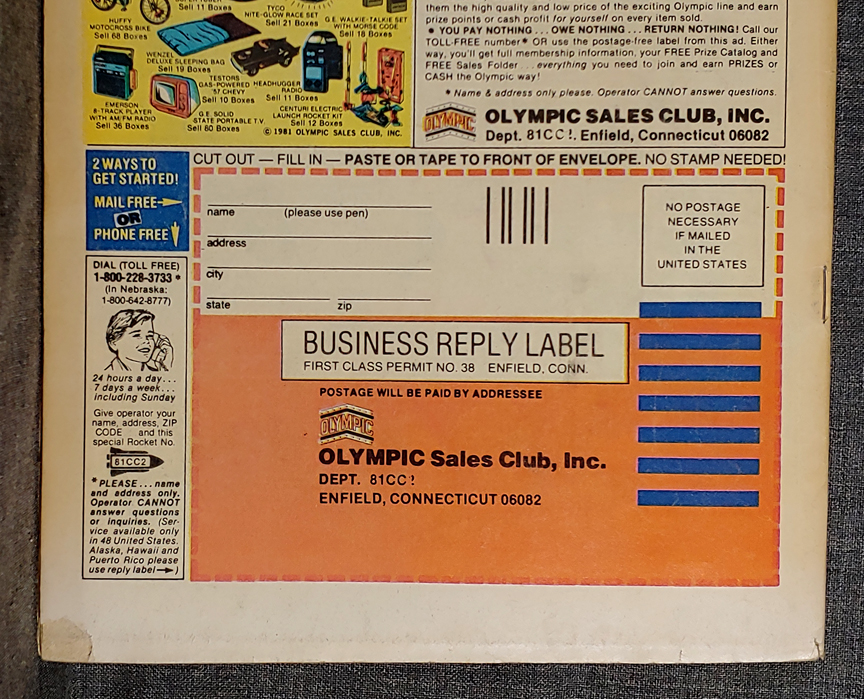 SUPER TUNER
Sell 11 Boxes
TYCO
NITE-GLOW RACE SET
Sell 21 Boxes
G.E. WALKIE-TALKIE SET
WITH MORSE CODE
Sell 18 Boxes
HUFFY
MOTOCROSS BIKE
Sell 68 Boxes
WENZEL
DELUXE SLEEPING BAG
Sell 19 Boxes
TESTORS
GAS-POWERED
'57 CHEVY
Sell 10 Boxes
HEADHUGGER
RADIO
Sell 11 Boxes
EMERSON
8-TRACK PLAYER
WITH AM/FM RADIO
Sell 36 Boxes
G.E. SOLID
STATE PORTABLE T.V.
Sell 60 Boxes
CENTURI ELECTRIC
LAUNCH ROCKET KIT
Sell 12 Boxes
© 1981 OLYMPIC SALES CLUB, INC.
them the high quality and low price of the exciting Olympic line and earn
prize points or cash profit for yourself on every item sold.
• YOU PAY NOTHING . . . OWE NOTHING . . . RETURN NOTHING! Call our
TOLL-FREE number* OR use the postage-free label from this ad. Either
way, you'll get full membership information, your FREE Prize Catalog and
FREE Sales Folder . . . everything you need to join and earn PRIZES or
CASH the Olympic way!
* Name & address only please. Operator CANNOT answer questions.
OLYMPIC
OLYMPIC SALES CLUB, INC.
Dept. 81CC Enfield, Connecticut 06082
2 WAYS TO
GET STARTED!
MAIL FREE
OR
PHONE FREE
CUT OUT — FILL IN — PASTE OR TAPE TO FRONT OF ENVELOPE. NO STAMP NEEDED!
name (please use pen)
address
city
state zip
NO POSTAGE
NECESSARY
IF MAILED
IN THE
UNITED STATES
DIAL (TOLL FREE)
1-800-228-3733 *
(In Nebraska:
1-800-642-8777)
24 hours a day . . .
7 days a week . . .
including Sunday
Give operator your
name, address, ZIP
CODE and this
special Rocket No.
81CC2
* PLEASE . . . name
and address only.
Operator CANNOT
answer questions
or inquiries. (Ser-
vice available only
in 48 United States.
Alaska, Hawaii and
Puerto Rico please
use reply label→)
BUSINESS REPLY LABEL
FIRST CLASS PERMIT NO. 38 ENFIELD, CONN.
POSTAGE WILL BE PAID BY ADDRESSEE
OLYMPIC
OLYMPIC Sales Club, Inc.
DEPT. 81CC
ENFIELD, CONNECTICUT 06082